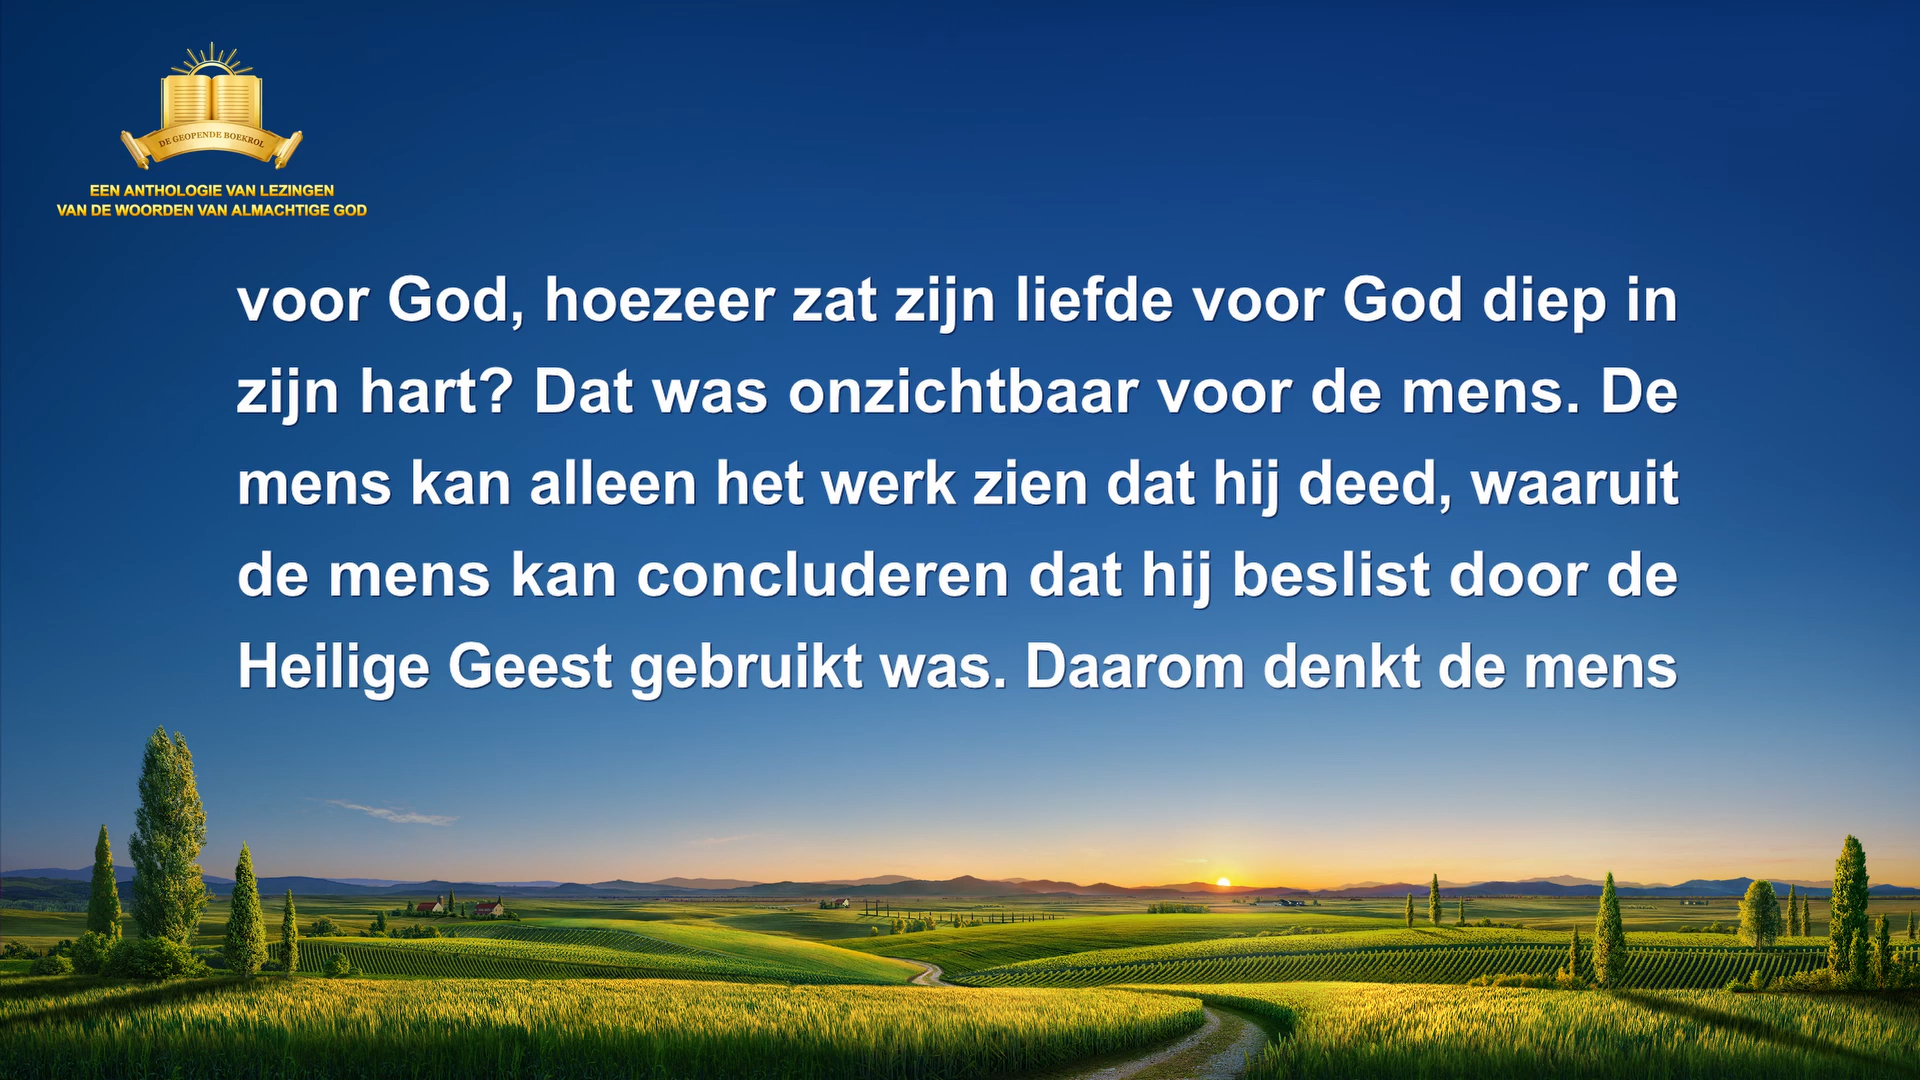 DE GEOPENDE BOEKROL
EEN ANTHOLOGIE VAN LEZINGEN
VAN DE WOORDEN VAN ALMACHTIGE GOD
voor God, hoezeer zat zijn liefde voor God diep in
zijn hart? Dat was onzichtbaar voor de mens. De
mens kan alleen het werk zien dat hij deed, waaruit
de mens kan concluderen dat hij beslist door de
Heilige Geest gebruikt was. Daarom denkt de mens